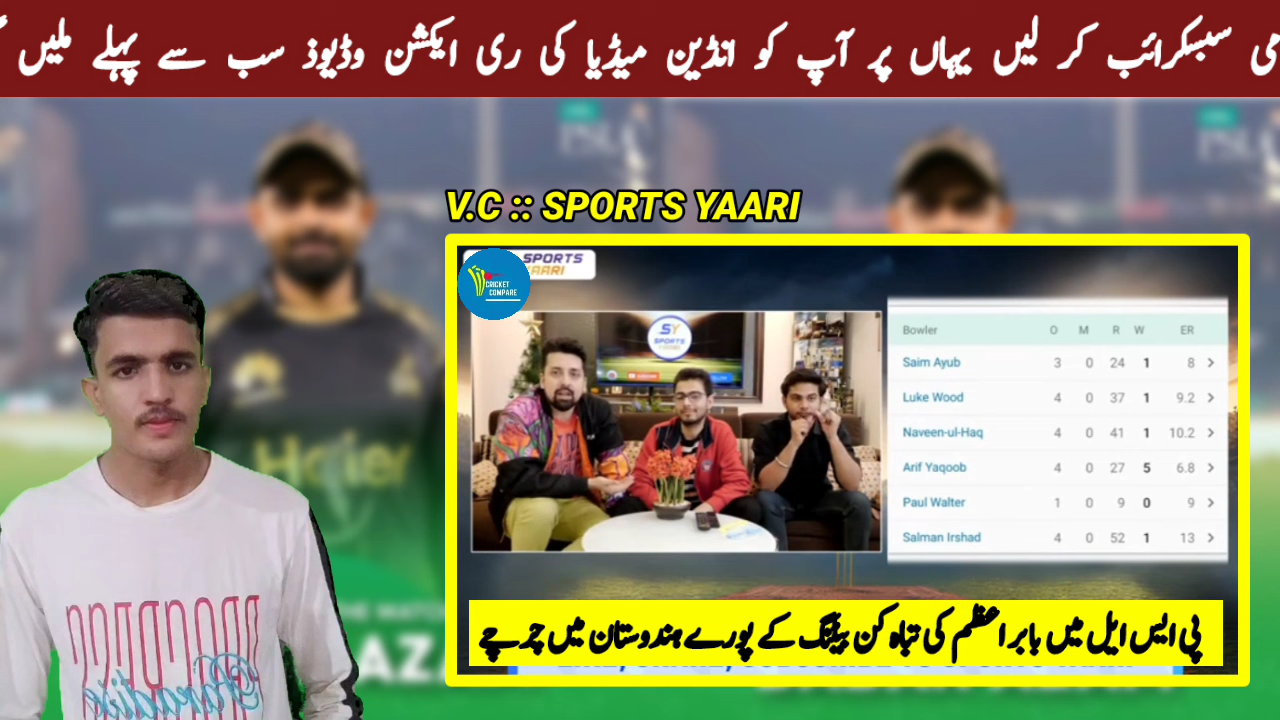 سبسکرائب کر لیں یہاں پر آپ کو انڈین میڈیا کی ری ایکشن وڈیوز سب سے پہلے ملیں
V.C :: SPORTS YAARI
SPORTS
YAARI
CRICKET
COMPARE
SY
SPORTS
Bowler O M R W ER
Saim Ayub 3 0 24 1 8
Luke Wood 4 0 37 1 9.2
Naveen-ul-Haq 4 0 41 1 10.2
Arif Yaqoob 4 0 27 5 6.8
Paul Walter 1 0 9 0 9
Salman Irshad 4 0 52 1 13
Haier
پی ایس ایل میں بابر اعظم کی تباہ کن بیٹنگ کے پورے ہندوستان میں چرچے
Paradise